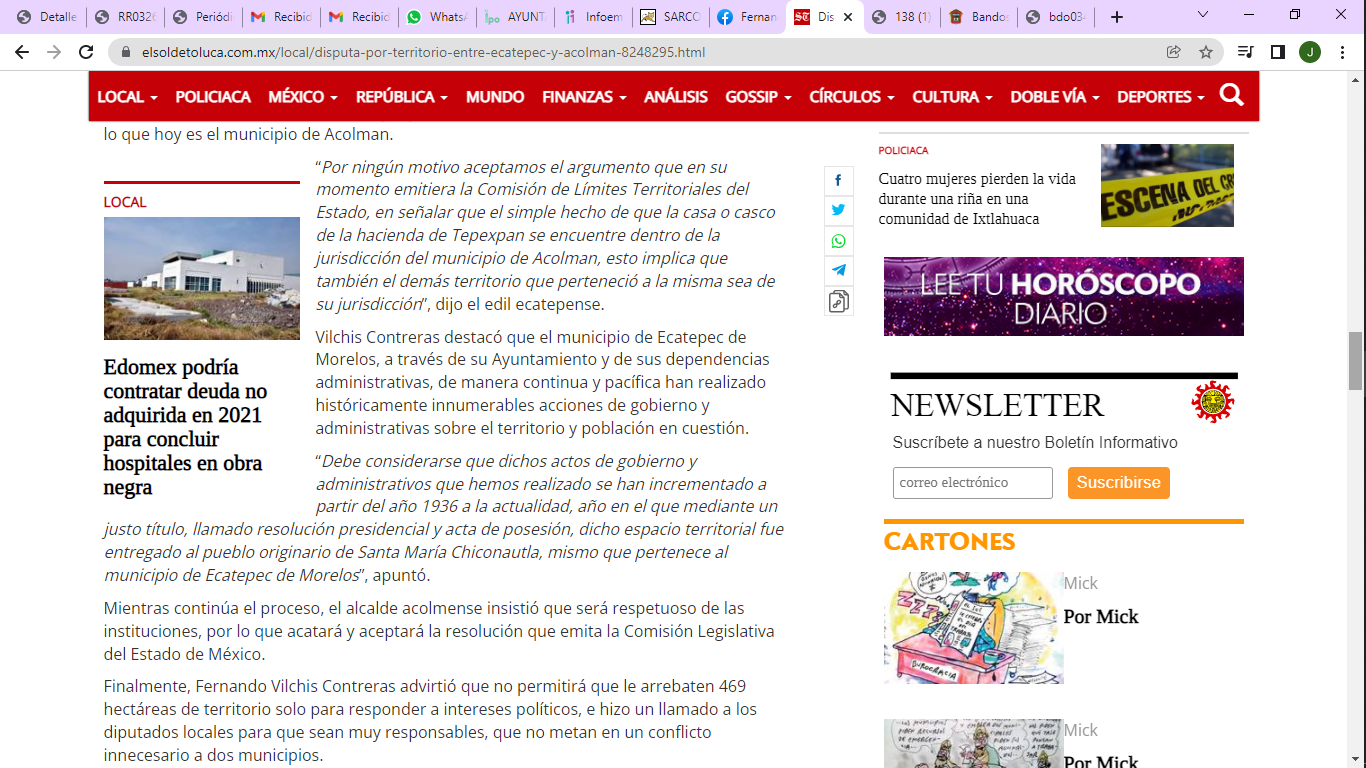 Detalle
RR0326
Periódi
Recibid
Recibid
WhatsA
AYUNT
Infoem
SARCO
Fernan
Dis
138 (1)
Bandos
bdo034
elsoldetoluca.com.mx/local/disputa-por-territorio-entre-ecatepec-y-acolman-8248295.html
J
LOCAL POLICIACA MÉXICO REPÚBLICA MUNDO FINANZAS ANÁLISIS GOSSIP CÍRCULOS CULTURA DOBLE VÍA DEPORTES
lo que hoy es el municipio de Acolman.
“Por ningún motivo aceptamos el argumento que en su
momento emitiera la Comisión de Límites Territoriales del
Estado, en señalar que el simple hecho de que la casa o casco
de la hacienda de Tepexpan se encuentre dentro de la
jurisdicción del municipio de Acolman, esto implica que
también el demás territorio que perteneció a la misma sea de
su jurisdicción”, dijo el edil ecatepense.
LOCAL
Edomex podría
contratar deuda no
adquirida en 2021
para concluir
hospitales en obra
negra
Vilchis Contreras destacó que el municipio de Ecatepec de
Morelos, a través de su Ayuntamiento y de sus dependencias
administrativas, de manera continua y pacífica han realizado
históricamente innumerables acciones de gobierno y
administrativas sobre el territorio y población en cuestión.
“Debe considerarse que dichos actos de gobierno y
administrativos que hemos realizado se han incrementado a
partir del año 1936 a la actualidad, año en el que mediante un
justo título, llamado resolución presidencial y acta de posesión, dicho espacio territorial fue
entregado al pueblo originario de Santa María Chiconautla, mismo que pertenece al
municipio de Ecatepec de Morelos”, apuntó.
Mientras continúa el proceso, el alcalde acolmense insistió que será respetuoso de las
instituciones, por lo que acatará y aceptará la resolución que emita la Comisión Legislativa
del Estado de México.
Finalmente, Fernando Vilchis Contreras advirtió que no permitirá que le arrebaten 469
hectáreas de territorio solo para responder a intereses políticos, e hizo un llamado a los
diputados locales para que sean muy responsables, que no metan en un conflicto
innecesario a dos municipios.
POLICIACA
Cuatro mujeres pierden la vida
durante una riña en una
comunidad de Ixtlahuaca
ESCENA DEL CR
LEE TU HORÓSCOPO
DIARIO
NEWSLETTER
Suscríbete a nuestro Boletín Informativo
correo electrónico
Suscribirse
CARTONES
ZZZ
BUROCRACIA
Mick
Por Mick
Mick
Por Mick